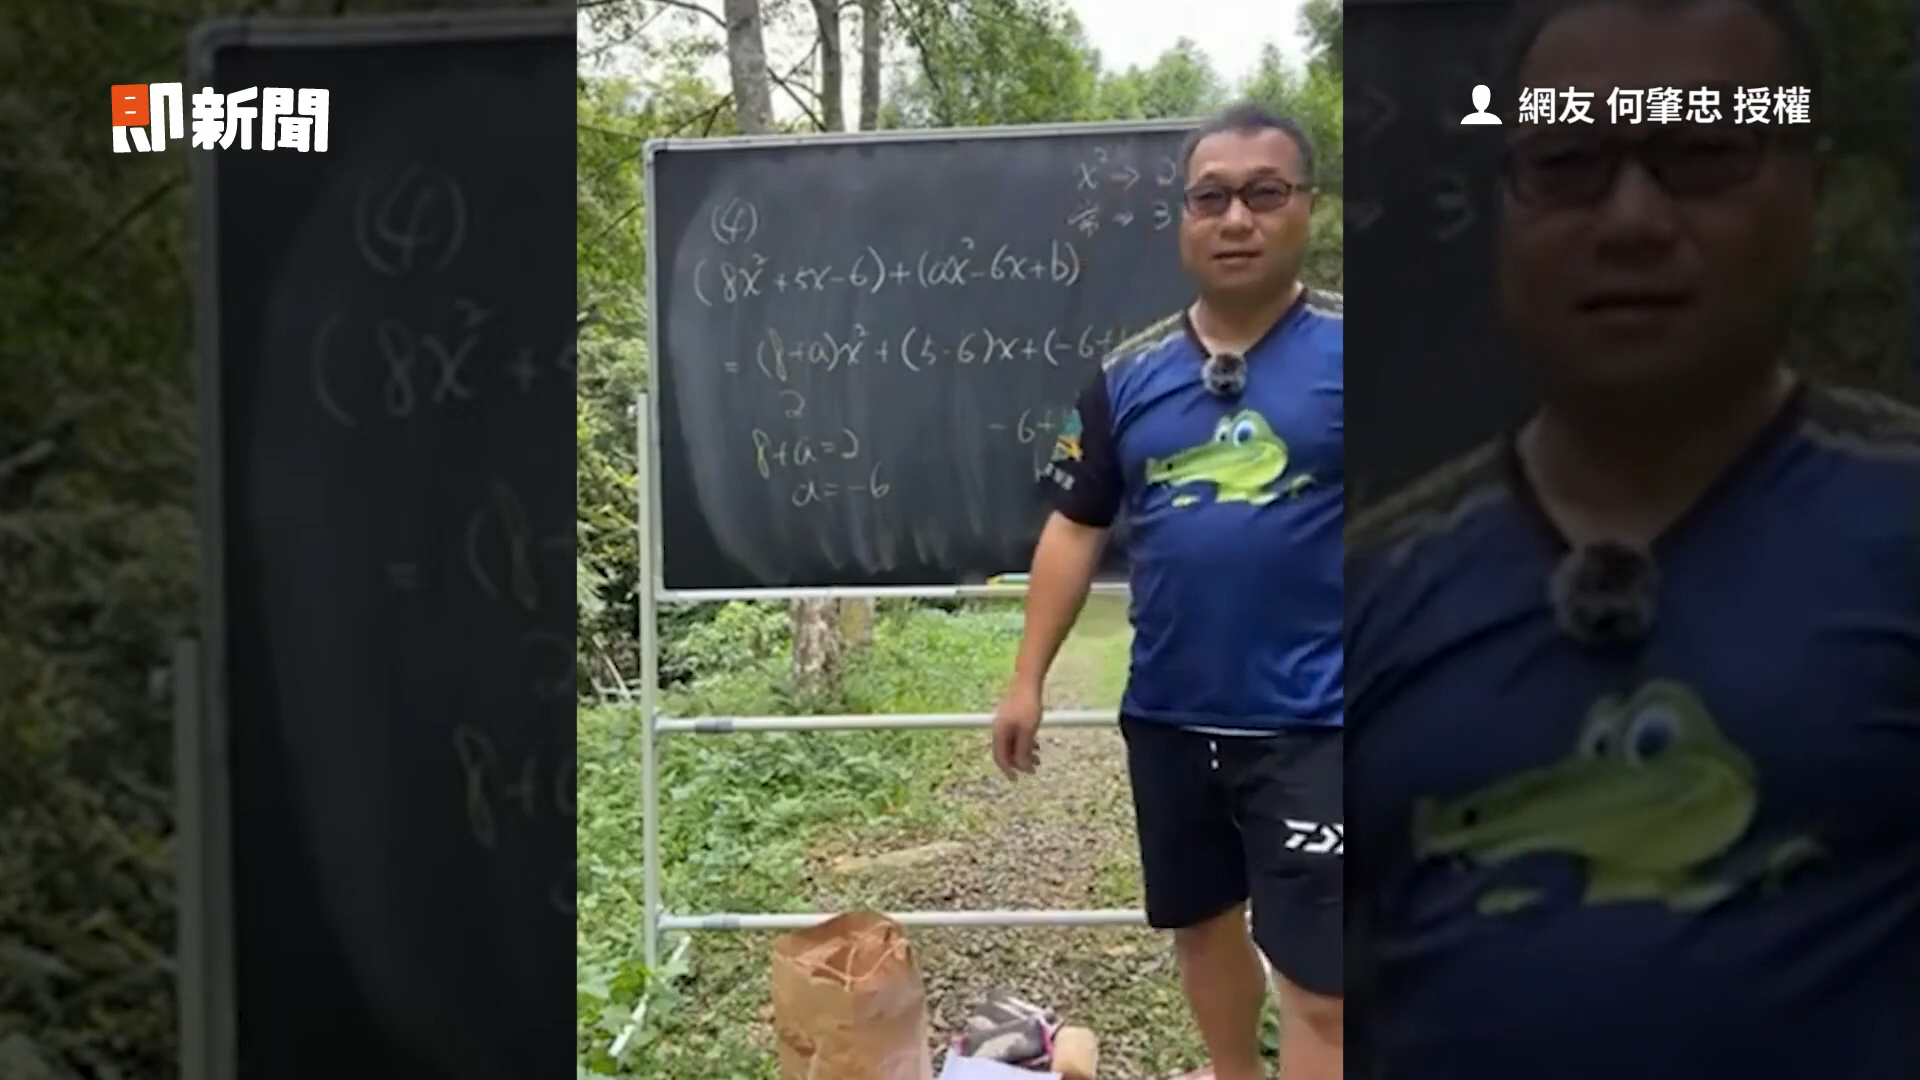 即新聞
網友 何肇忠 授權
x² → 2
常 → 3
(4)
(8x²+5x-6)+(ax²-6x+b)
= (8+a)x²+(5-6)x+(-6+
2
8+a=2
-6+
a=-6